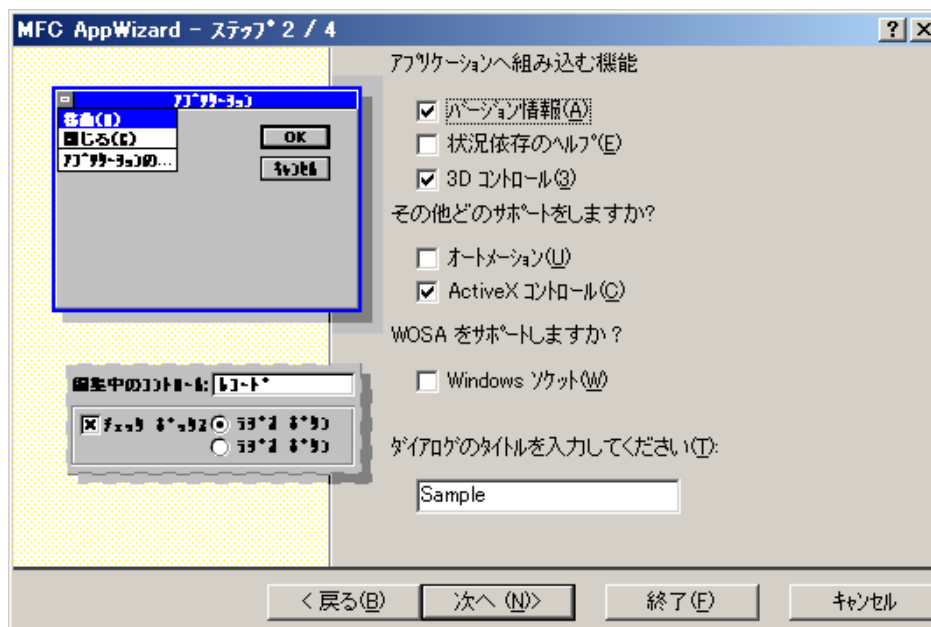 MFC AppWizard - ステップ 2 / 4
アプリケーションへ組み込む機能
バージョン情報(A)
状況依存のヘルプ(E)
3D コントロール(3)
その他どのサポートをしますか?
オートメーション(U)
ActiveX コントロール(C)
WOSA をサポートしますか?
Windows ソケット(W)
ダイアログのタイトルを入力してください(T):
Sample
アプリケーション
閉じる(C)
アプリケーションの...
OK
キャンセル
編集中のコントロール: レコード
チェック ボックス ラジオ ボタン
ラジオ ボタン
< 戻る(B)
次へ (N)>
終了(F)
キャンセル